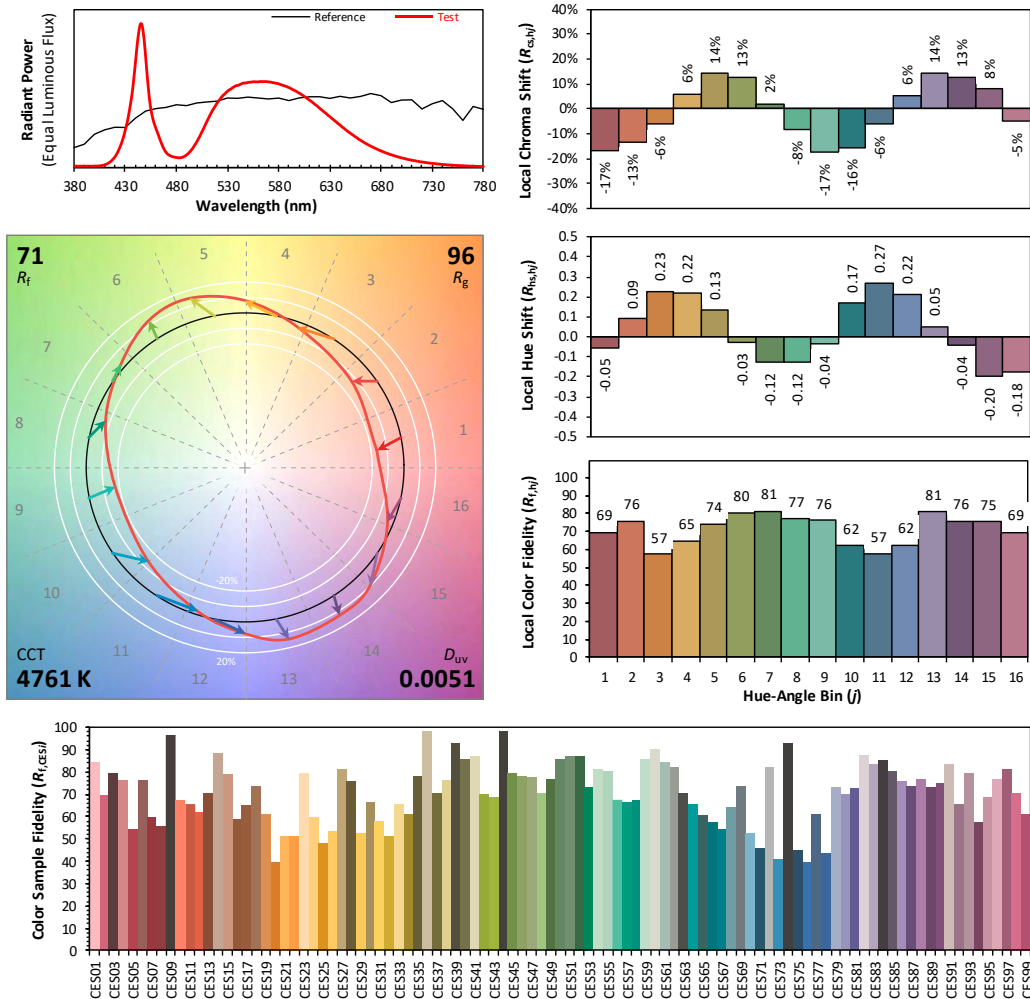 Reference
Test
Radiant Power
(Equal Luminous Flux)
380 430 480 530 580 630 680 730 780
Wavelength (nm)
Local Chroma Shift (Rcs,hj)
40%
30%
20%
10%
0%
-10%
-20%
-30%
-40%
-17% -13% -6% 6% 14% 13% 2% -8% -17% -16% -6% 6% 14% 13% 8% -5%
71
Rf
96
Rg
5 4
6 3
7 2
8 1
9 16
10 15
11 14
12 13
-20%
20%
CCT
4761 K
Duv
0.0051
Local Hue Shift (Rhs,hj)
0.5
0.4
0.3
0.2
0.1
0.0
-0.1
-0.2
-0.3
-0.4
-0.5
-0.05 0.09 0.23 0.22 0.13 -0.03 -0.12 -0.12 -0.04 0.17 0.27 0.22 0.05 -0.04 -0.20 -0.18
Local Color Fidelity (Rf,hj)
100
90
80
70
60
50
40
30
20
10
0
69 76 57 65 74 80 81 77 76 62 57 62 81 76 75 69
1 2 3 4 5 6 7 8 9 10 11 12 13 14 15 16
Hue-Angle Bin (j)
Color Sample Fidelity (Rf,CESi)
100
90
80
70
60
50
40
30
20
10
0
CES01 CES03 CES05 CES07 CES09 CES11 CES13 CES15 CES17 CES19 CES21 CES23 CES25 CES27 CES29 CES31 CES33 CES35 CES37 CES39 CES41 CES43 CES45 CES47 CES49 CES51 CES53 CES55 CES57 CES59 CES61 CES63 CES65 CES67 CES69 CES71 CES73 CES75 CES77 CES79 CES81 CES83 CES85 CES87 CES89 CES91 CES93 CES95 CES97 CES99